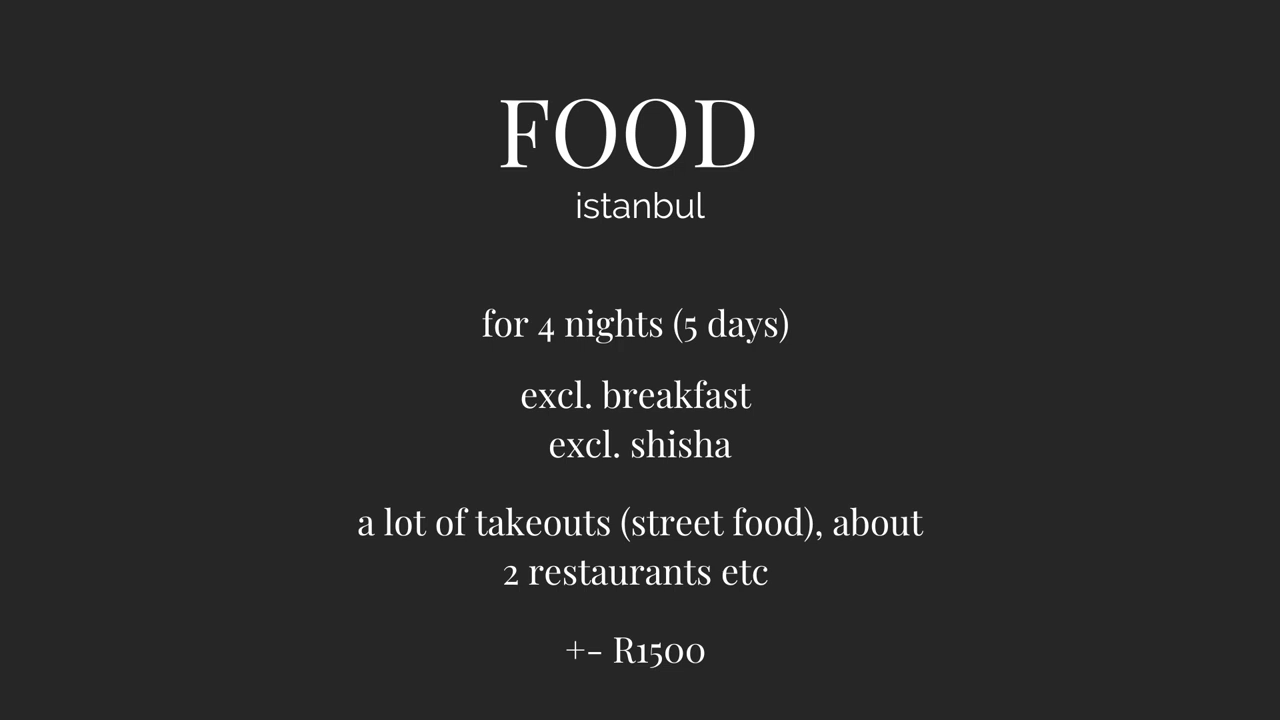 FOOD
istanbul
for 4 nights (5 days)
excl. breakfast
excl. shisha
a lot of takeouts (street food), about
2 restaurants etc
+- R1500